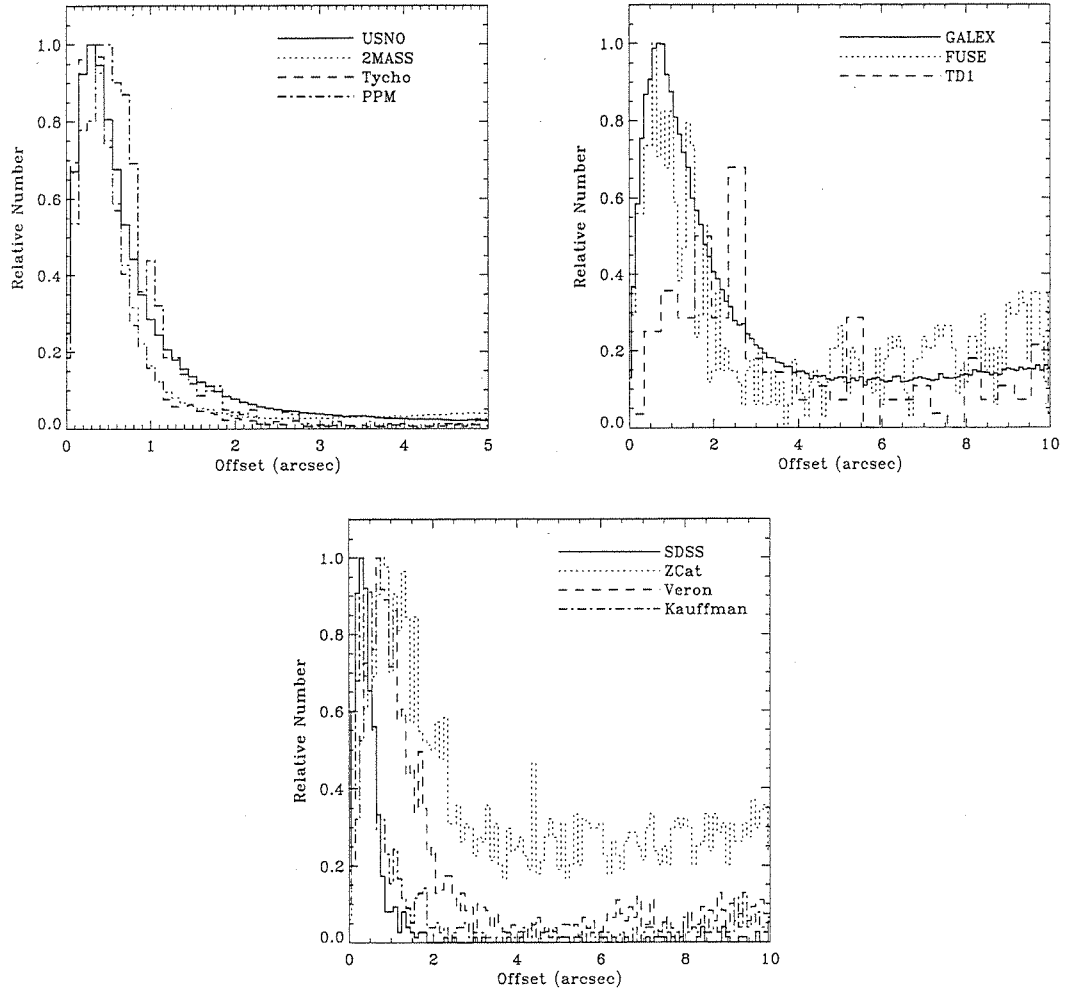 USNO
2MASS
Tycho
PPM
1.0
0.8
0.6
0.4
0.2
0.0
Relative Number
0 1 2 3 4 5
Offset (arcsec)
GALEX
FUSE
TD1
1.0
0.8
0.6
0.4
0.2
0.0
Relative Number
0 2 4 6 8 10
Offset (arcsec)
SDSS
ZCat
Veron
Kauffman
1.0
0.8
0.6
0.4
0.2
0.0
Relative Number
0 2 4 6 8 10
Offset (arcsec)